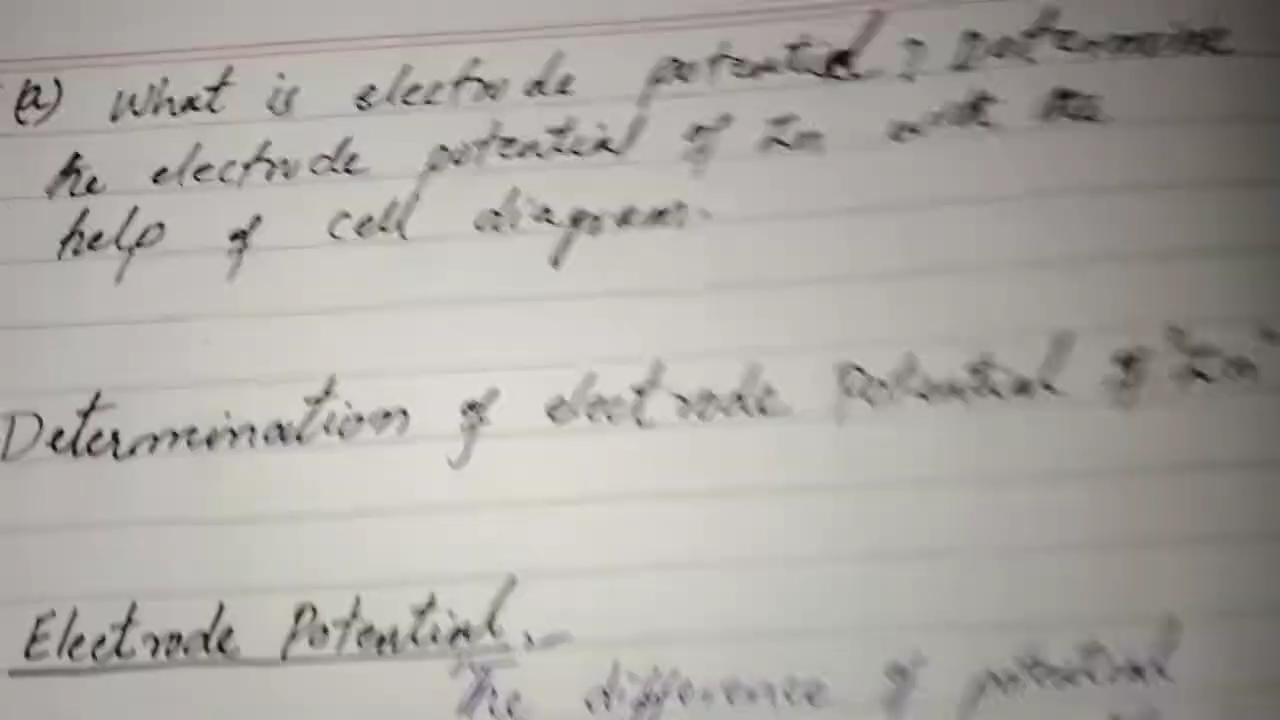 (a) What is electrode potential? Determine
the electrode potential of Zn with the
help of cell diagram.
Determination of electrode Potential of "Zn"
Electrode Potential.-
The difference of potential